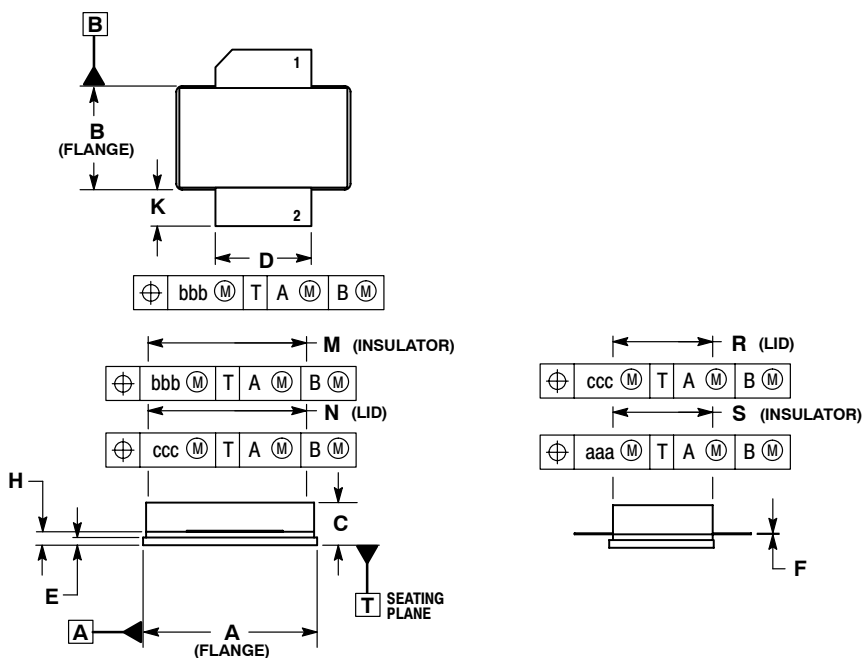 B
1
B
(FLANGE)
K
2
D
⌖ bbb Ⓜ T A Ⓜ B Ⓜ
M (INSULATOR)
⌖ bbb Ⓜ T A Ⓜ B Ⓜ
N (LID)
⌖ ccc Ⓜ T A Ⓜ B Ⓜ
R (LID)
⌖ ccc Ⓜ T A Ⓜ B Ⓜ
S (INSULATOR)
⌖ aaa Ⓜ T A Ⓜ B Ⓜ
H
C
E
F
T SEATING
PLANE
A
A
(FLANGE)